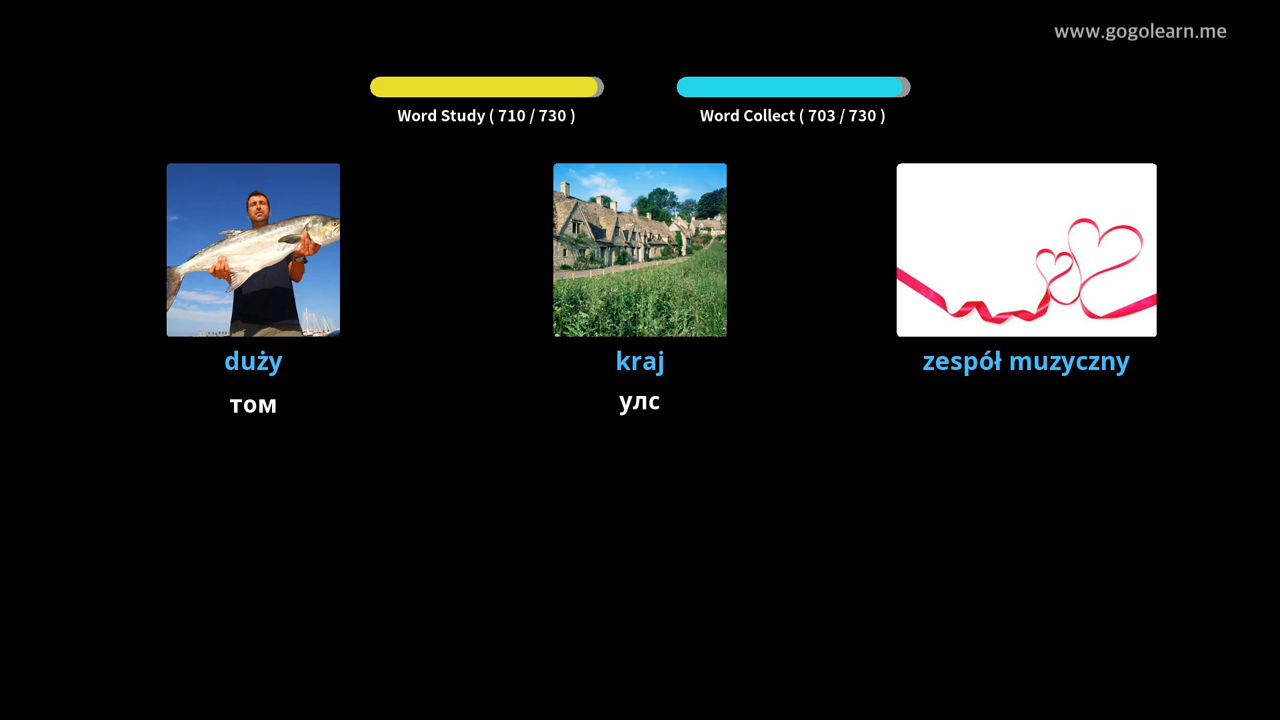 www.gogolearn.me
Word Study ( 710 / 730 )
Word Collect ( 703 / 730 )
duży
kraj
zespół muzyczny
том
улс